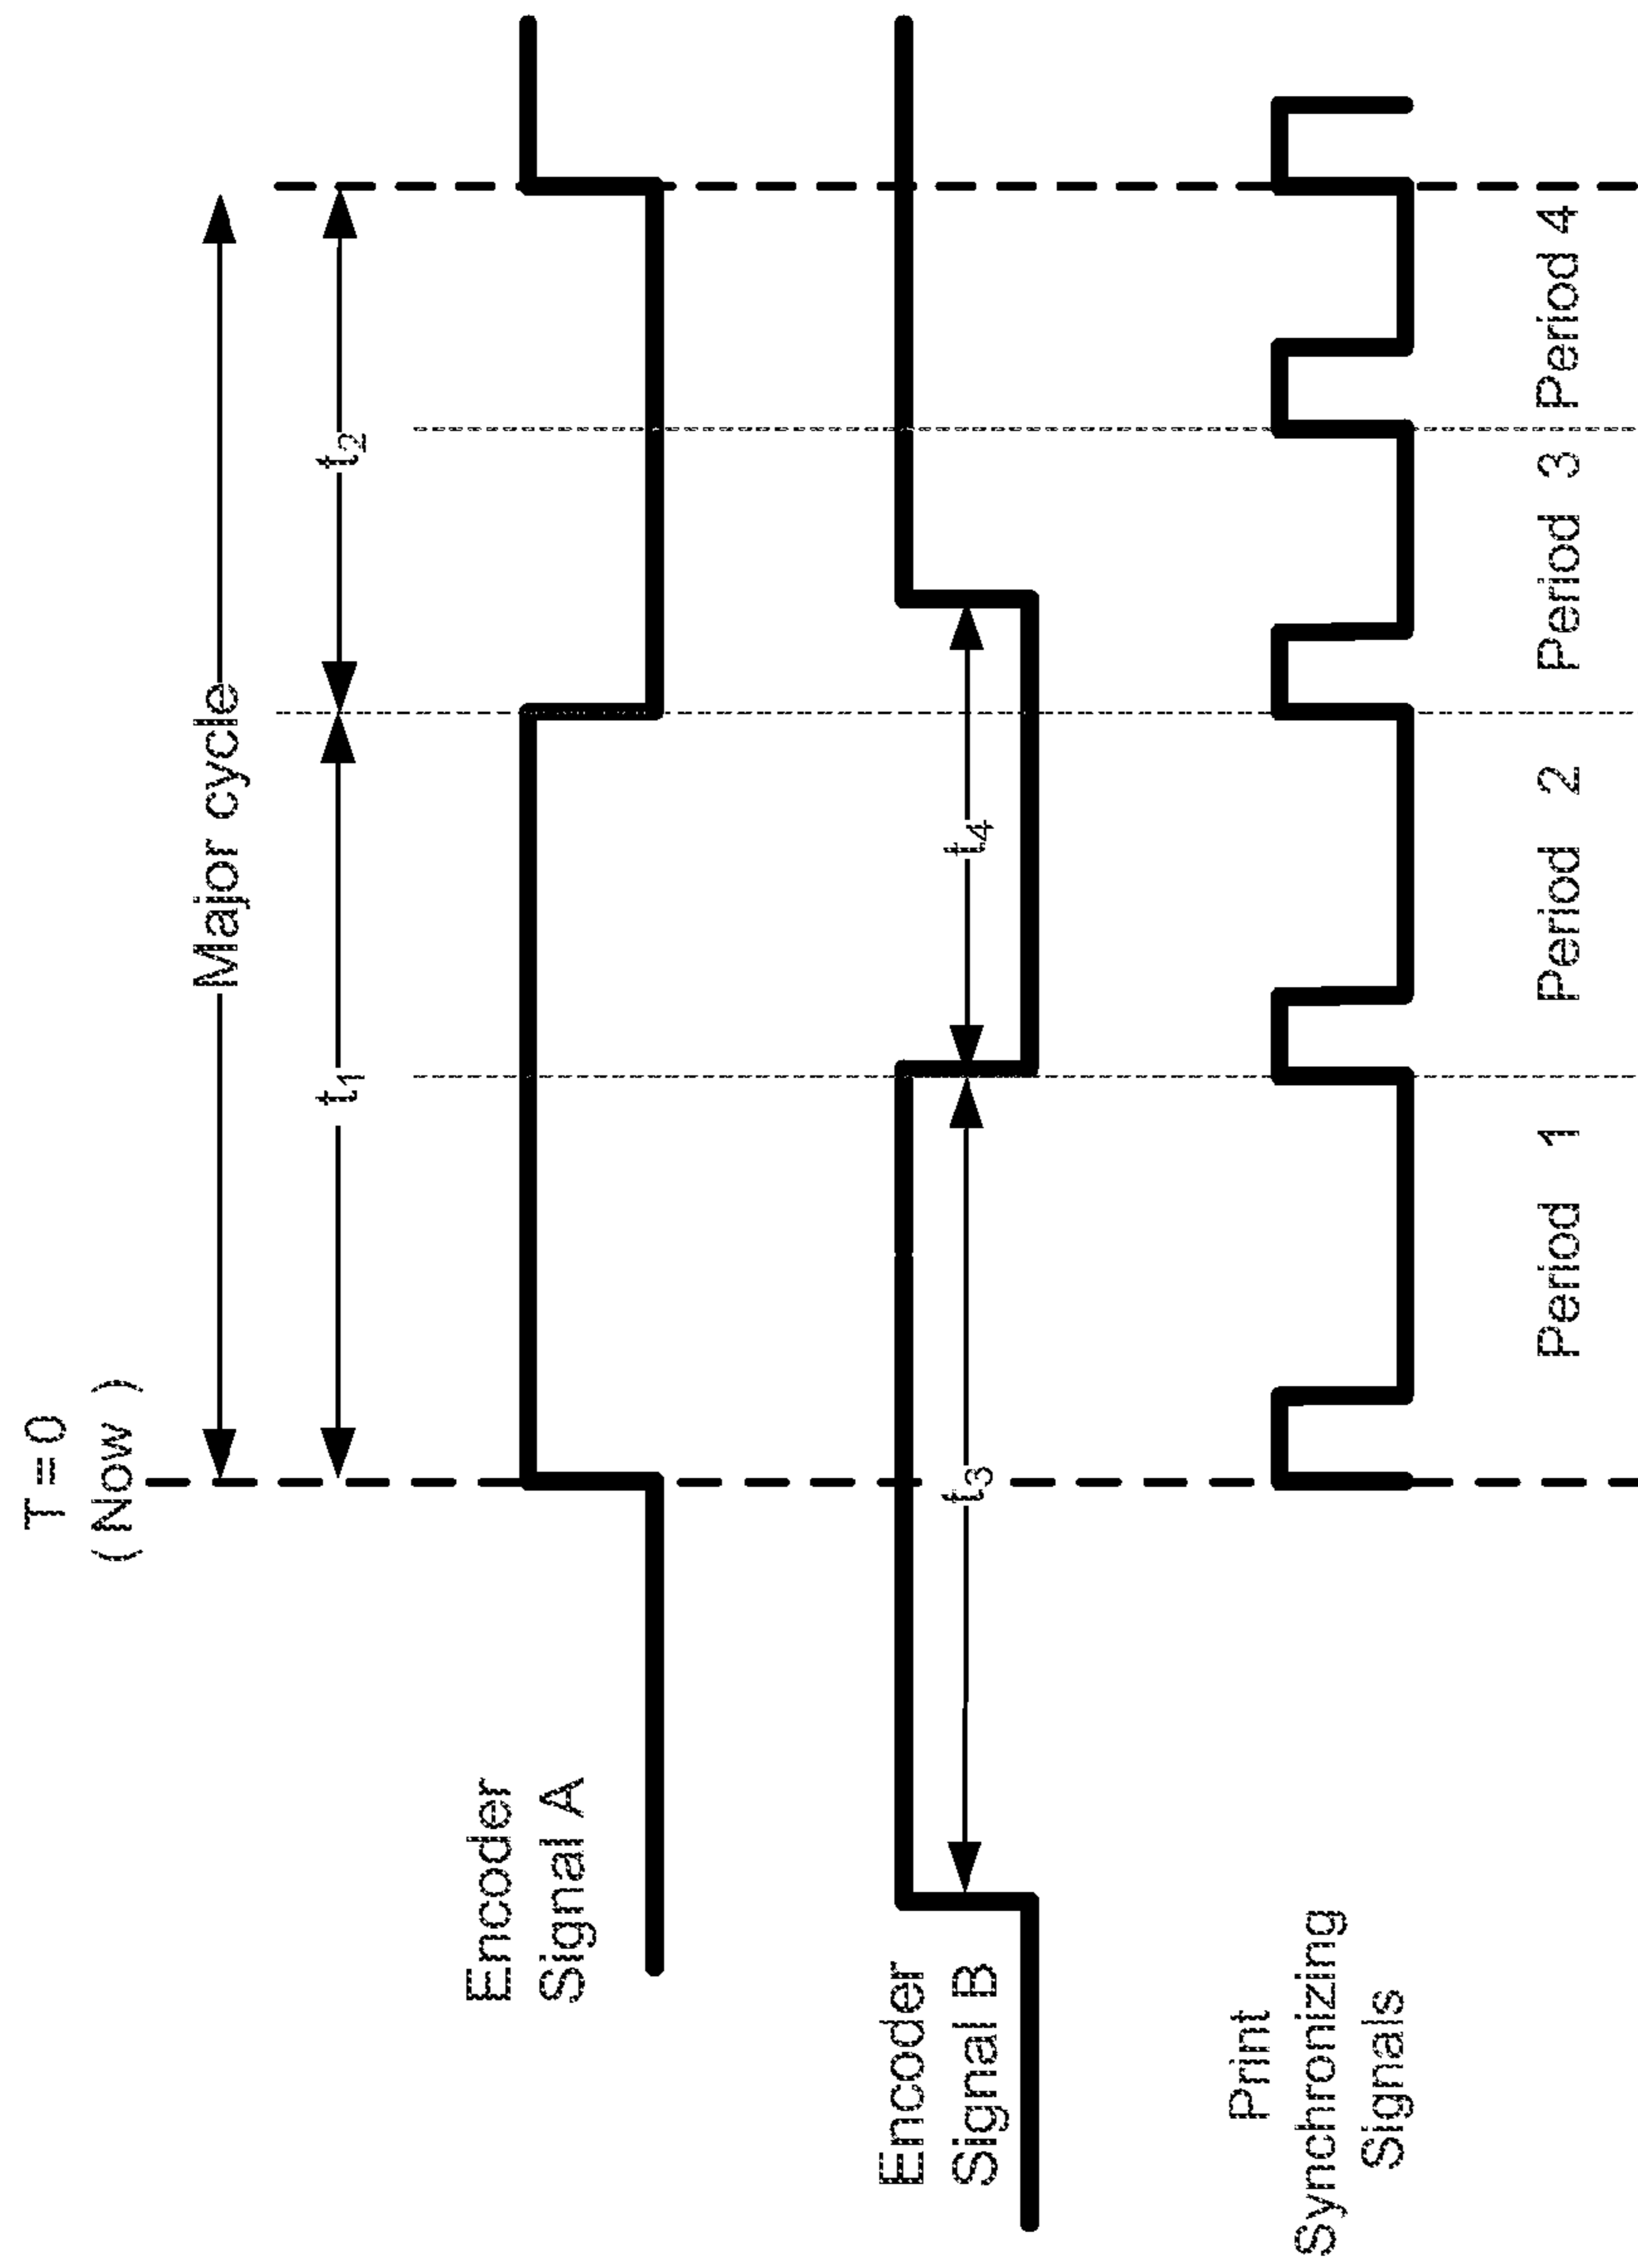 T = 0
( Now )
Major cycle
t₁
t₂
Encoder
Signal A
Encoder
Signal B
t₃
t₄
Print
Synchronizing
Signals
Period 1
Period 2
Period 3
Period 4